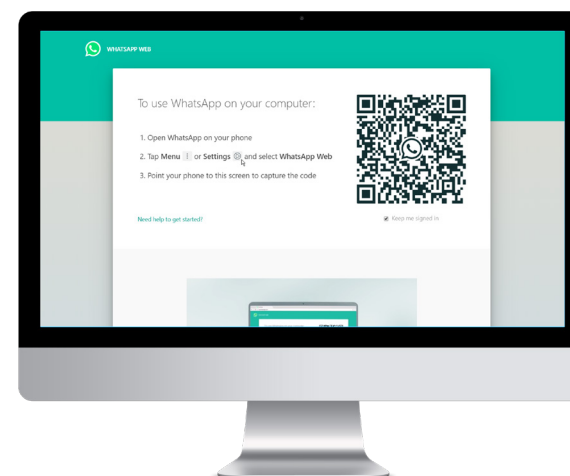 WHATSAPP WEB
To use WhatsApp on your computer:
1. Open WhatsApp on your phone
2. Tap Menu or Settings and select WhatsApp Web
3. Point your phone to this screen to capture the code
Need help to get started?
Keep me signed in